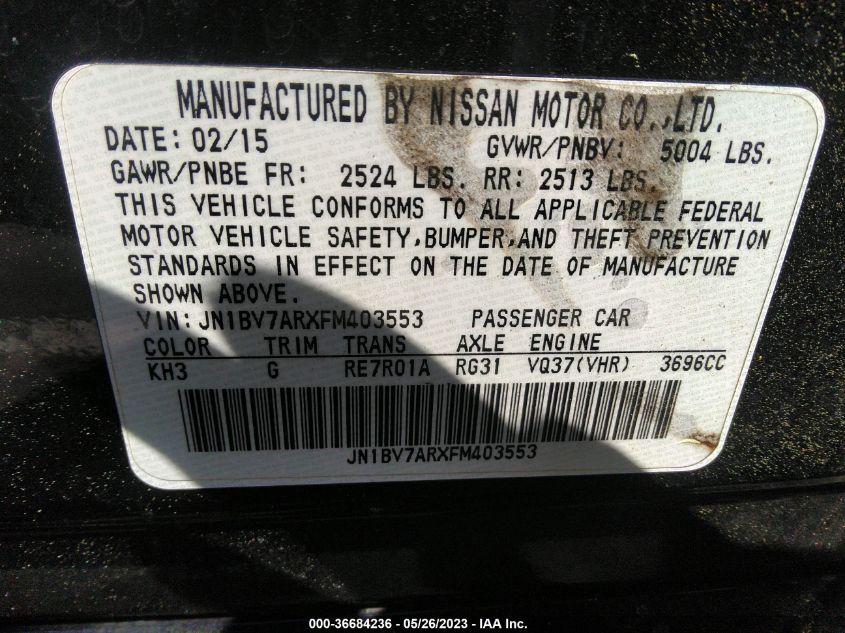 MANUFACTURED BY NISSAN MOTOR CO.,LTD.
DATE: 02/15 GVWR/PNBV: 5004 LBS.
GAWR/PNBE FR: 2524 LBS. RR: 2513 LBS.
THIS VEHICLE CONFORMS TO ALL APPLICABLE FEDERAL
MOTOR VEHICLE SAFETY,BUMPER,AND THEFT PREVENTION
STANDARDS IN EFFECT ON THE DATE OF MANUFACTURE
SHOWN ABOVE.
VIN: JN1BV7ARXFM403553 PASSENGER CAR
COLOR TRIM TRANS AXLE ENGINE
KH3 G RE7R01A RG31 VQ37(VHR) 3696CC
JN1BV7ARXFM403553
000-36684236 - 05/26/2023 - IAA Inc.